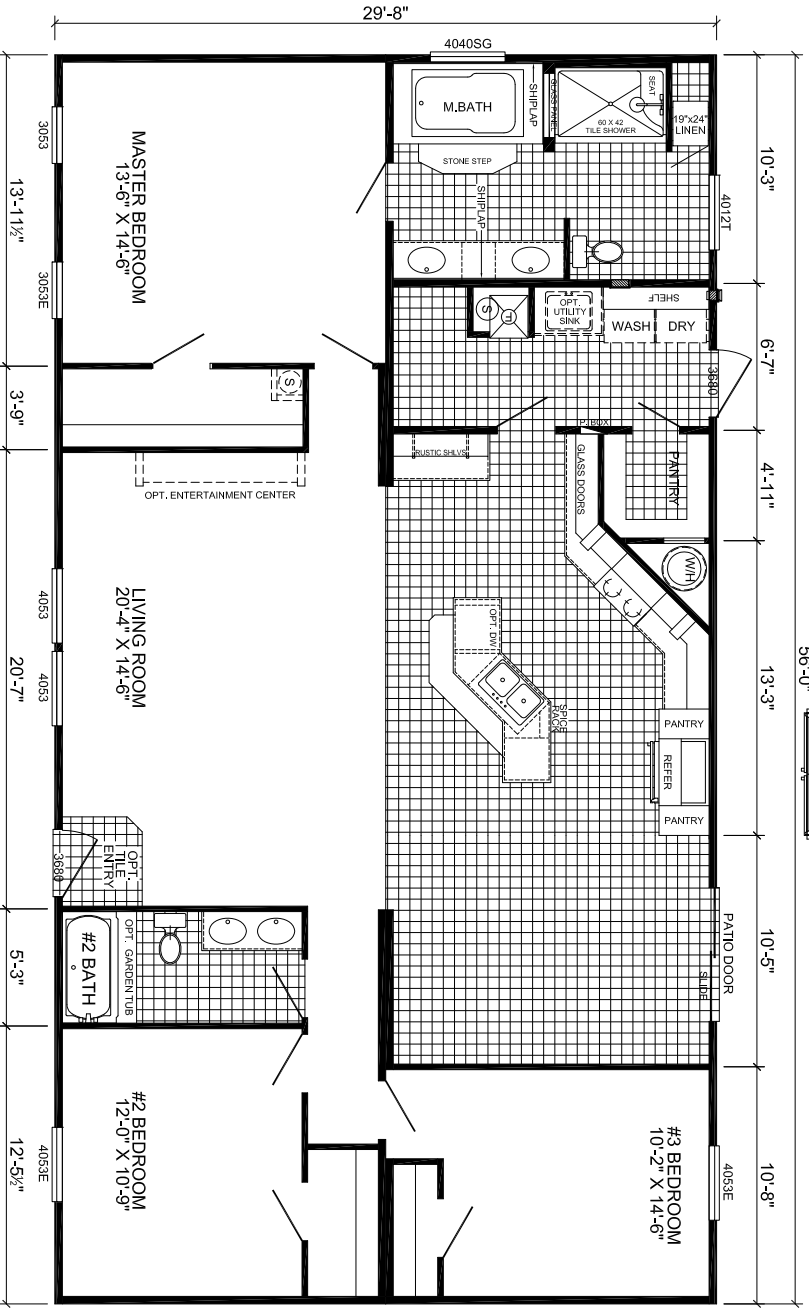 29'-8"
4040SG
SHIPLAP
GLASS PANEL
SEAT
60 X 42
TILE SHOWER
19"x24"
LINEN
M.BATH
STONE STEP
SHIPLAP
4012T
10'-3"
3053
MASTER BEDROOM
13'-6" X 14'-6"
13'-11½"
3053E
S
E
OPT.
UTILITY
SINK
SHELF
WASH
DRY
6'-7"
3680
3'-9"
S
P. BOX
RUSTIC SHLVS
GLASS DOORS
PANTRY
4'-11"
OPT. ENTERTAINMENT CENTER
W/H
56'-0"
4053
LIVING ROOM
20'-4" X 14'-6"
20'-7"
4053
OPT. DW
SPICE
RACK
13'-3"
PANTRY
REFER
PANTRY
OPT.
TILE
ENTRY
3680
PATIO DOOR
SLIDE
10'-5"
5'-3"
#2 BATH
OPT. GARDEN TUB
#2 BEDROOM
12'-0" X 10'-9"
12'-5½"
4053E
#3 BEDROOM
10'-2" X 14'-6"
4053E
10'-8"